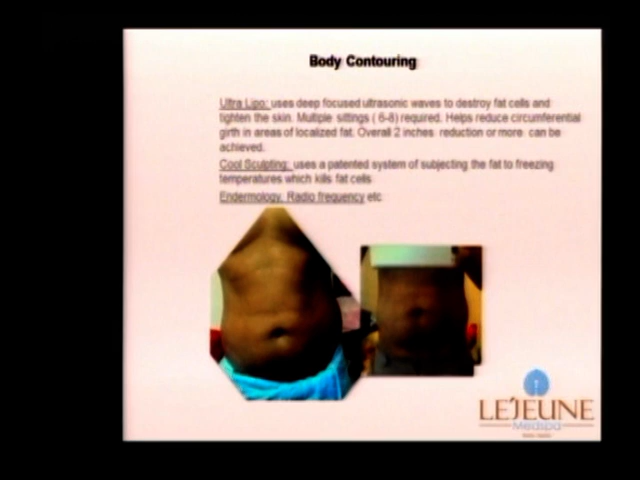 Body Contouring
Ultra Lipo: uses deep focused ultrasonic waves to destroy fat cells and
tighten the skin. Multiple sittings ( 6-8) required. Helps reduce circumferential
girth in areas of localized fat. Overall 2 inches reduction or more can be
achieved.
Cool Sculpting: uses a patented system of subjecting the fat to freezing
temperatures which kills fat cells
Endermology, Radio frequency etc
LEJEUNE
Medspa